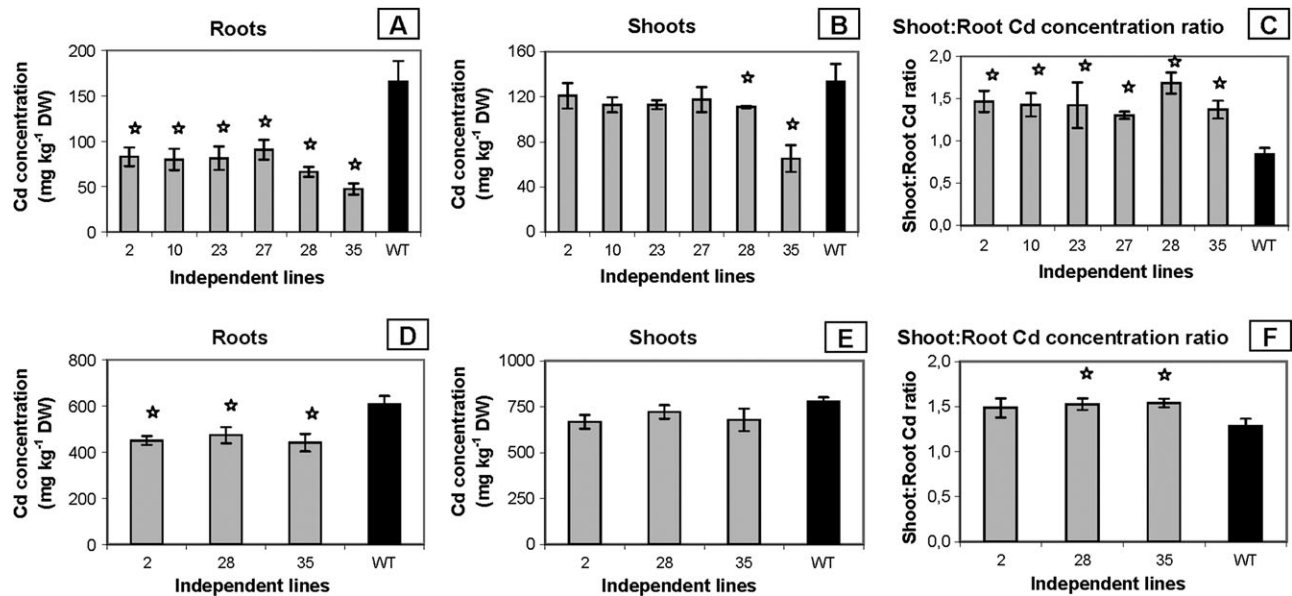 Roots
A
Cd concentration
(mg kg-1 DW)
200
150
100
50
0
2 10 23 27 28 35 WT
Independent lines
Shoots
B
Cd concentration
(mg kg-1 DW)
160
120
80
40
0
2 10 23 27 28 35 WT
Independent lines
Shoot:Root Cd concentration ratio
C
Shoot:Root Cd ratio
2,0
1,5
1,0
0,5
0,0
2 10 23 27 28 35 WT
Independent lines
Roots
D
Cd concentration
(mg kg-1 DW)
800
600
400
200
0
2 28 35 WT
Independent lines
Shoots
E
Cd concentration
(mg kg-1 DW)
1000
750
500
250
0
2 28 35 WT
Independent lines
Shoot:Root Cd concentration ratio
F
Shoot:Root Cd ratio
2,0
1,5
1,0
0,5
0,0
2 28 35 WT
Independent lines